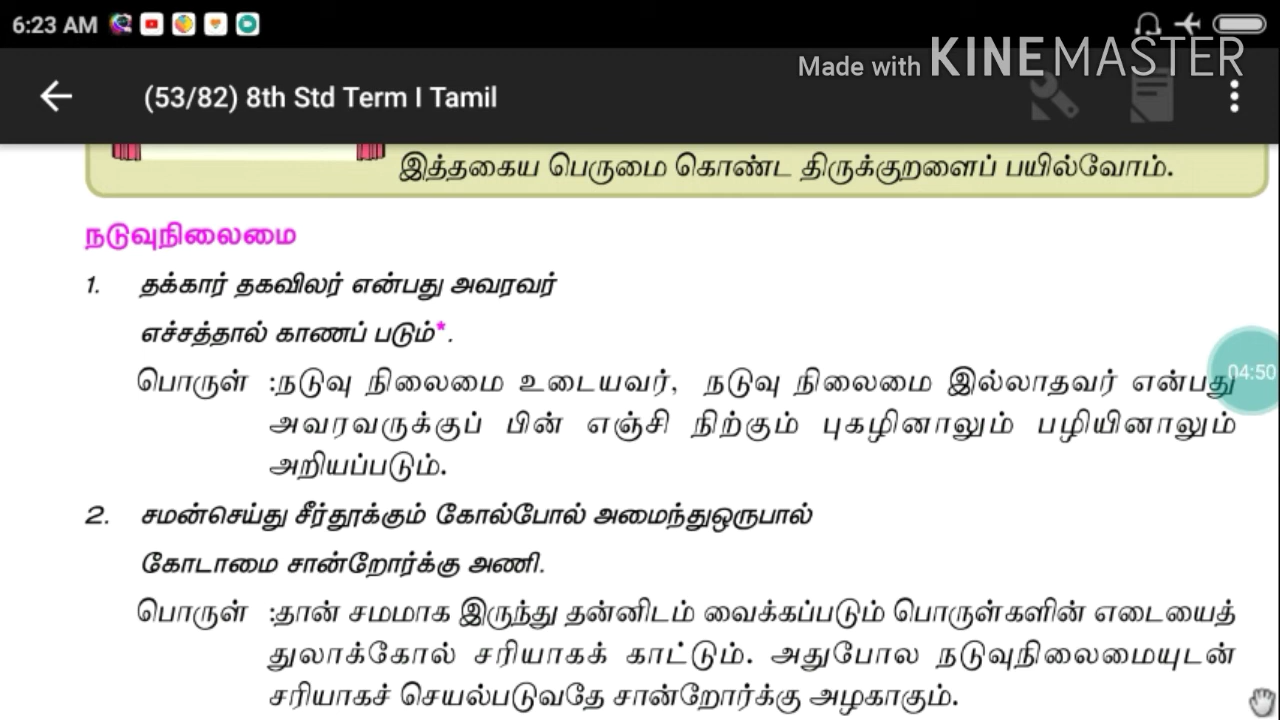 6:23 AM
Made with KINEMASTER
(53/82) 8th Std Term I Tamil
இத்தகைய பெருமை கொண்ட திருக்குறளைப் பயில்வோம்.
நடுவுநிலைமை
1. தக்கார் தகவிலர் என்பது அவரவர்
எச்சத்தால் காணப் படும்*.
பொருள் :நடுவு நிலைமை உடையவர், நடுவு நிலைமை இல்லாதவர் என்பது
04:50
அவரவருக்குப் பின் எஞ்சி நிற்கும் புகழினாலும் பழியினாலும்
அறியப்படும்.
2. சமன்செய்து சீர்தூக்கும் கோல்போல் அமைந்துஒருபால்
கோடாமை சான்றோர்க்கு அணி.
பொருள் :தான் சமமாக இருந்து தன்னிடம் வைக்கப்படும் பொருள்களின் எடையைத்
துலாக்கோல் சரியாகக் காட்டும். அதுபோல நடுவுநிலைமையுடன்
சரியாகச் செயல்படுவதே சான்றோர்க்கு அழகாகும்.